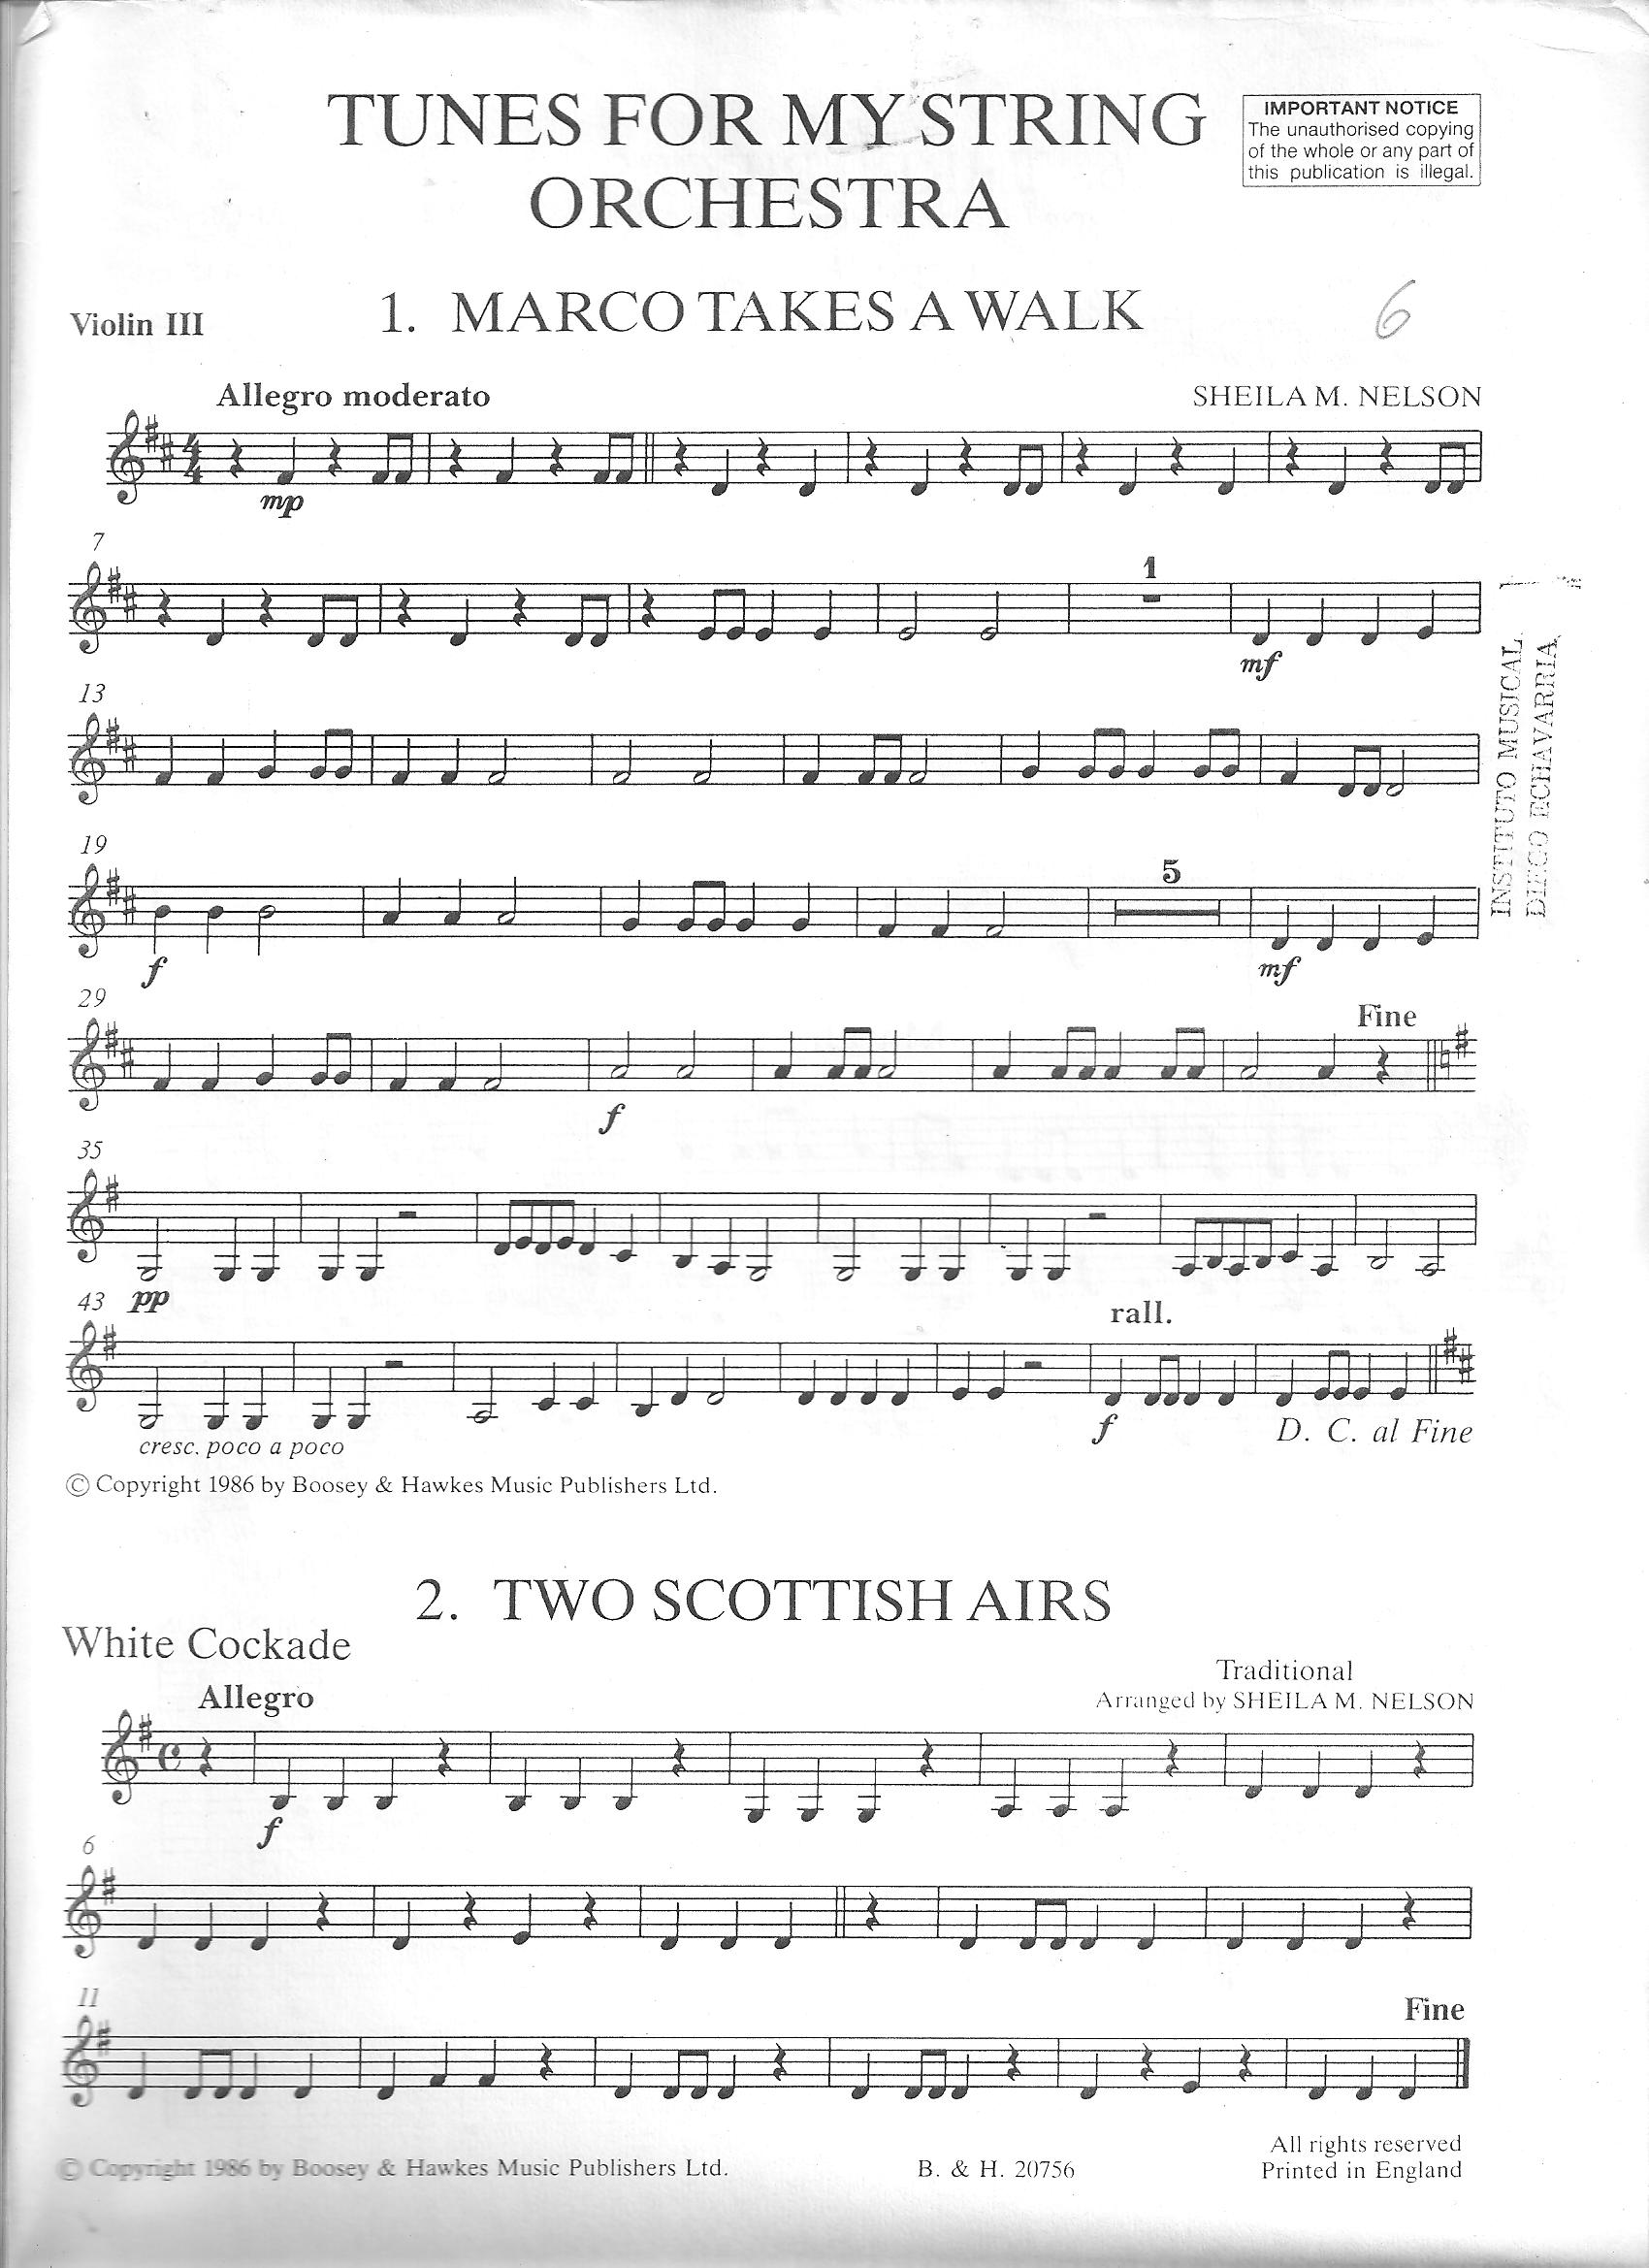 TUNES FOR MY STRING
ORCHESTRA
IMPORTANT NOTICE
The unauthorised copying
of the whole or any part of
this publication is illegal.
Violin III
1. MARCO TAKES A WALK
6
Allegro moderato
SHEILA M. NELSON
4
4
mp
7
1
mf
INSTITUTO MUSICAL
DIEGO ECHAVARRIA
13
19
5
f
mf
29
Fine
f
35
pp
43
rall.
f
cresc. poco a poco
D. C. al Fine
© Copyright 1986 by Boosey & Hawkes Music Publishers Ltd.
2. TWO SCOTTISH AIRS
White Cockade
Traditional
Allegro
Arranged by SHEILA M. NELSON
f
6
11
Fine
All rights reserved
© Copyright 1986 by Boosey & Hawkes Music Publishers Ltd.
B. & H. 20756
Printed in England